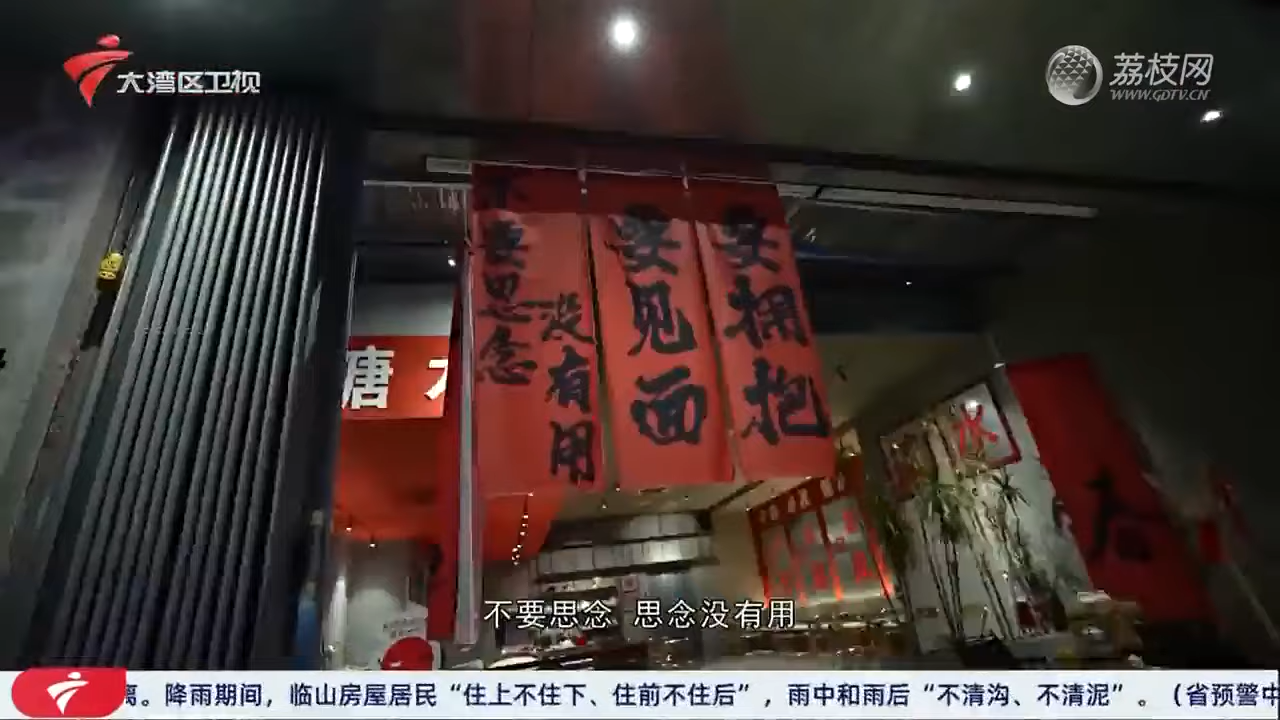 大湾区卫视
荔枝网
WWW.GDTV.CN
不要思念
没有用
要见面
要拥抱
糖
水
春
不要思念 思念没有用
离。降雨期间，临山房屋居民“住上不住下、住前不住后”，雨中和雨后“不清沟、不清泥”。（省预警中